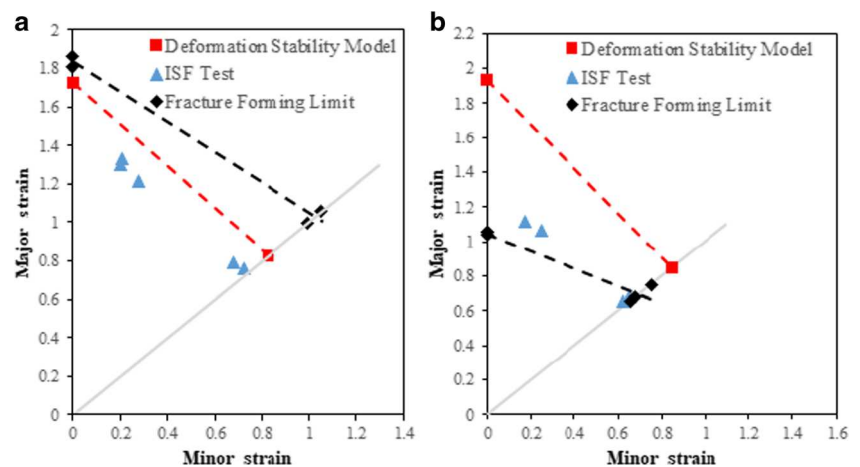 a
2
1.8
1.6
1.4
1.2
1
0.8
0.6
0.4
0.2
0
Major strain
Deformation Stability Model
ISF Test
Fracture Forming Limit
0 0.2 0.4 0.6 0.8 1 1.2 1.4
Minor strain
b
2.2
2
1.8
1.6
1.4
1.2
1
0.8
0.6
0.4
0.2
0
Major strain
Deformation Stability Model
ISF Test
Fracture Forming Limit
0 0.2 0.4 0.6 0.8 1 1.2 1.4 1.6
Minor strain